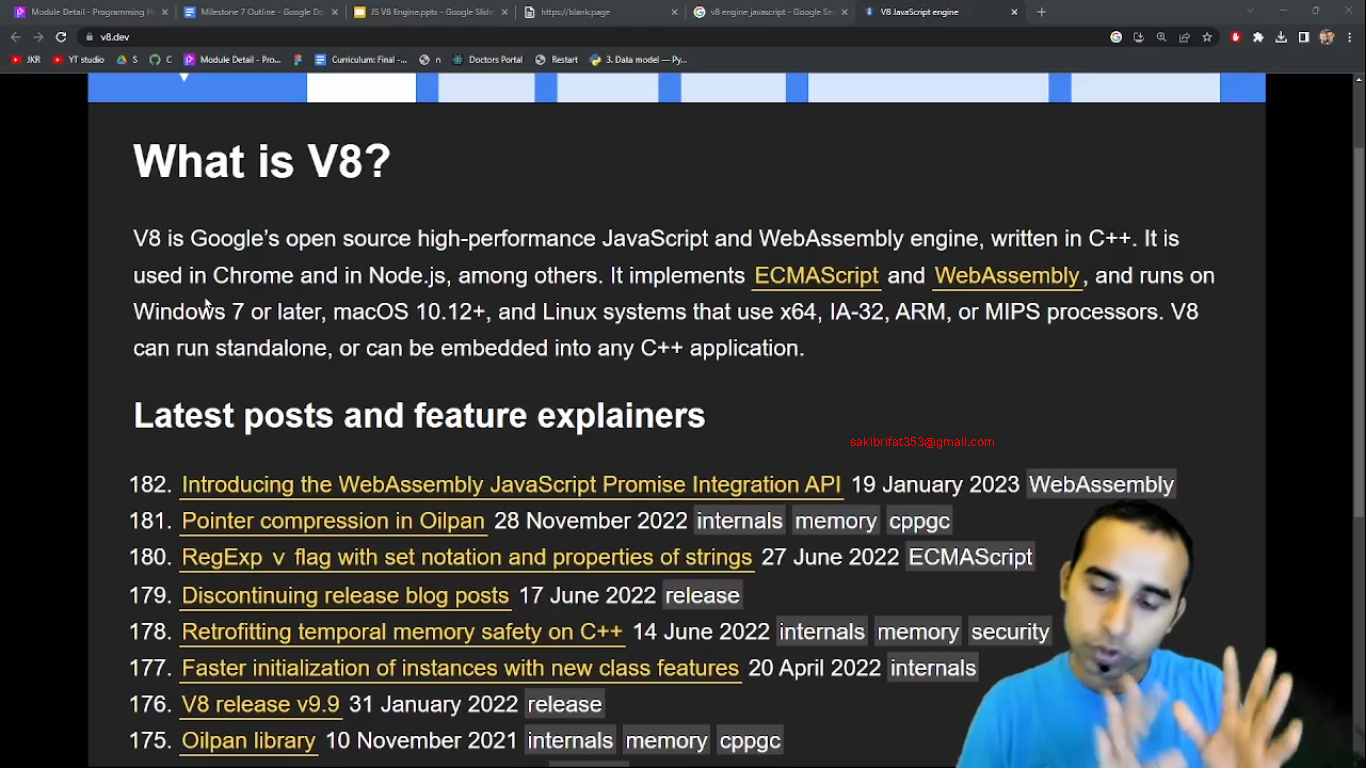 Module Detail - Programming H
Milestone 7 Outline - Google Do
JS V8 Engine.pptx - Google Slide
https://blank.page
v8 engine javascript - Google Sea
V8 JavaScript engine
v8.dev
JKR
YT studio
S
C
Module Detail - Pro...
Curriculum: Final -...
n
Doctors Portal
Restart
3. Data model — Py...
What is V8?
V8 is Google’s open source high-performance JavaScript and WebAssembly engine, written in C++. It is
used in Chrome and in Node.js, among others. It implements ECMAScript and WebAssembly, and runs on
Windows 7 or later, macOS 10.12+, and Linux systems that use x64, IA-32, ARM, or MIPS processors. V8
can run standalone, or can be embedded into any C++ application.
Latest posts and feature explainers
sakibrifat353@gmail.com
182. Introducing the WebAssembly JavaScript Promise Integration API 19 January 2023 WebAssembly
181. Pointer compression in Oilpan 28 November 2022 internals memory cppgc
180. RegExp v flag with set notation and properties of strings 27 June 2022 ECMAScript
179. Discontinuing release blog posts 17 June 2022 release
178. Retrofitting temporal memory safety on C++ 14 June 2022 internals memory security
177. Faster initialization of instances with new class features 20 April 2022 internals
176. V8 release v9.9 31 January 2022 release
175. Oilpan library 10 November 2021 internals memory cppgc